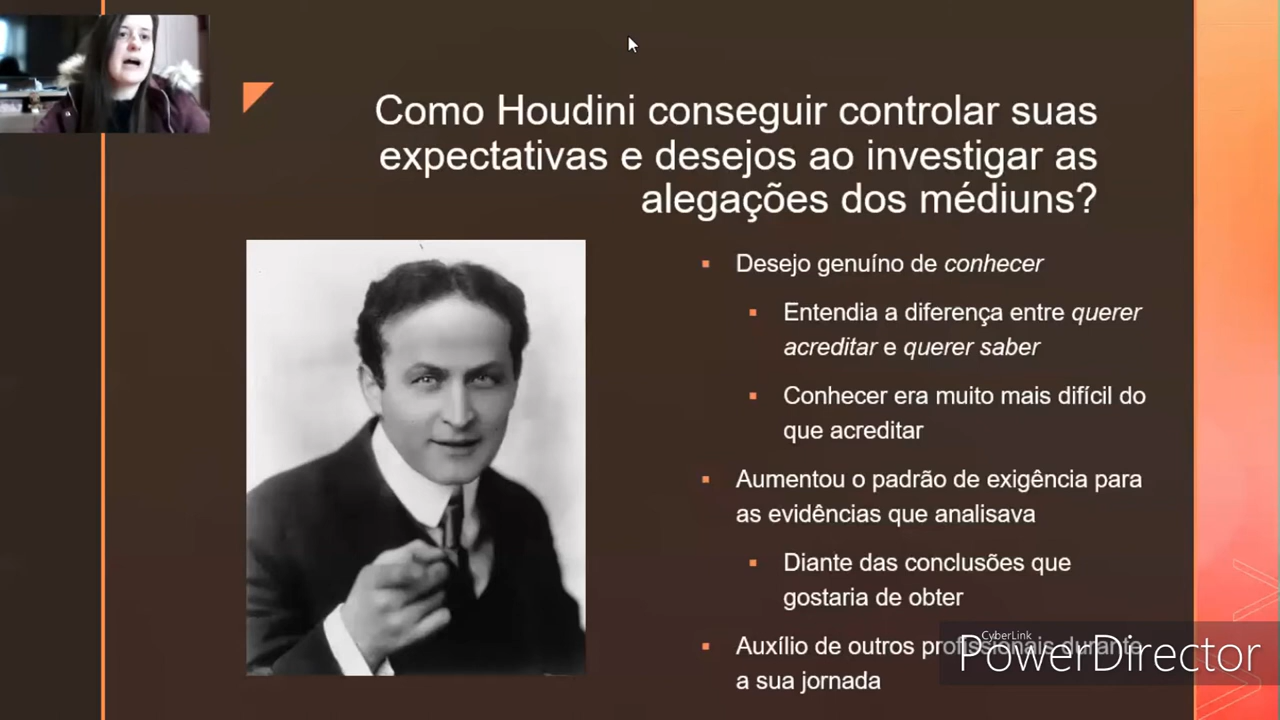 Como Houdini conseguir controlar suas
expectativas e desejos ao investigar as
alegações dos médiuns?
▪ Desejo genuíno de conhecer
▪ Entendia a diferença entre querer
acreditar e querer saber
▪ Conhecer era muito mais difícil do
que acreditar
▪ Aumentou o padrão de exigência para
as evidências que analisava
▪ Diante das conclusões que
gostaria de obter
▪ Auxílio de outros profissionais durante
a sua jornada
CyberLink
PowerDirector